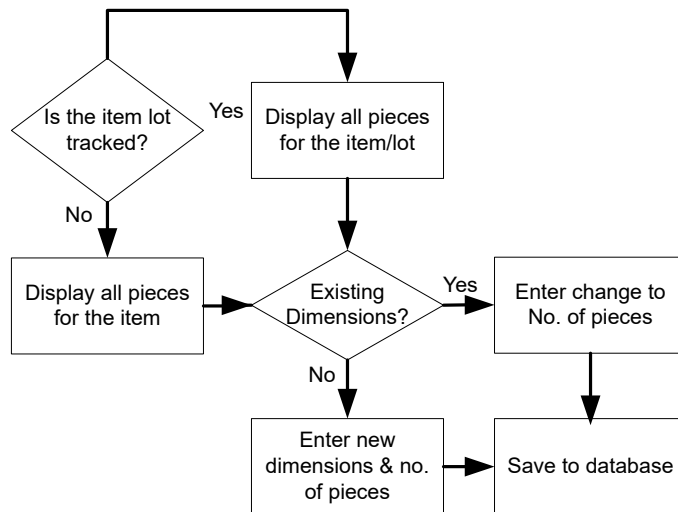 Is the item lot
tracked?
Yes
Display all pieces
for the item/lot
No
Display all pieces
for the item
Existing
Dimensions?
Yes
Enter change to
No. of pieces
No
Enter new
dimensions & no.
of pieces
Save to database